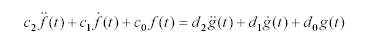 c₂f̈(t) + c₁ḟ(t) + c₀f(t) = d₂g̈(t) + d₁ġ(t) + d₀g(t)